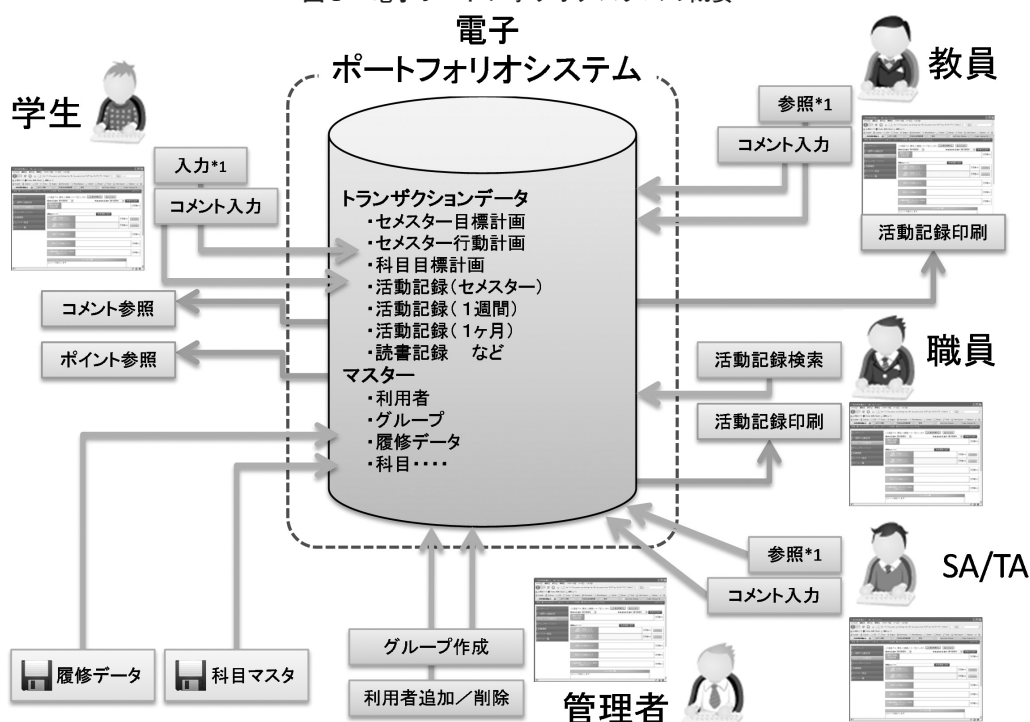 電子
ポートフォリオシステム
学生
入力*1
コメント入力
コメント参照
ポイント参照
トランザクションデータ
・セメスター目標計画
・セメスター行動計画
・科目目標計画
・活動記録(セメスター)
・活動記録(1週間)
・活動記録(1ヶ月)
・読書記録 など
マスター
・利用者
・グループ
・履修データ
・科目・・・・
教員
参照*1
コメント入力
活動記録印刷
職員
活動記録検索
活動記録印刷
SA/TA
参照*1
コメント入力
グループ作成
利用者追加／削除
管理者
履修データ
科目マスタ